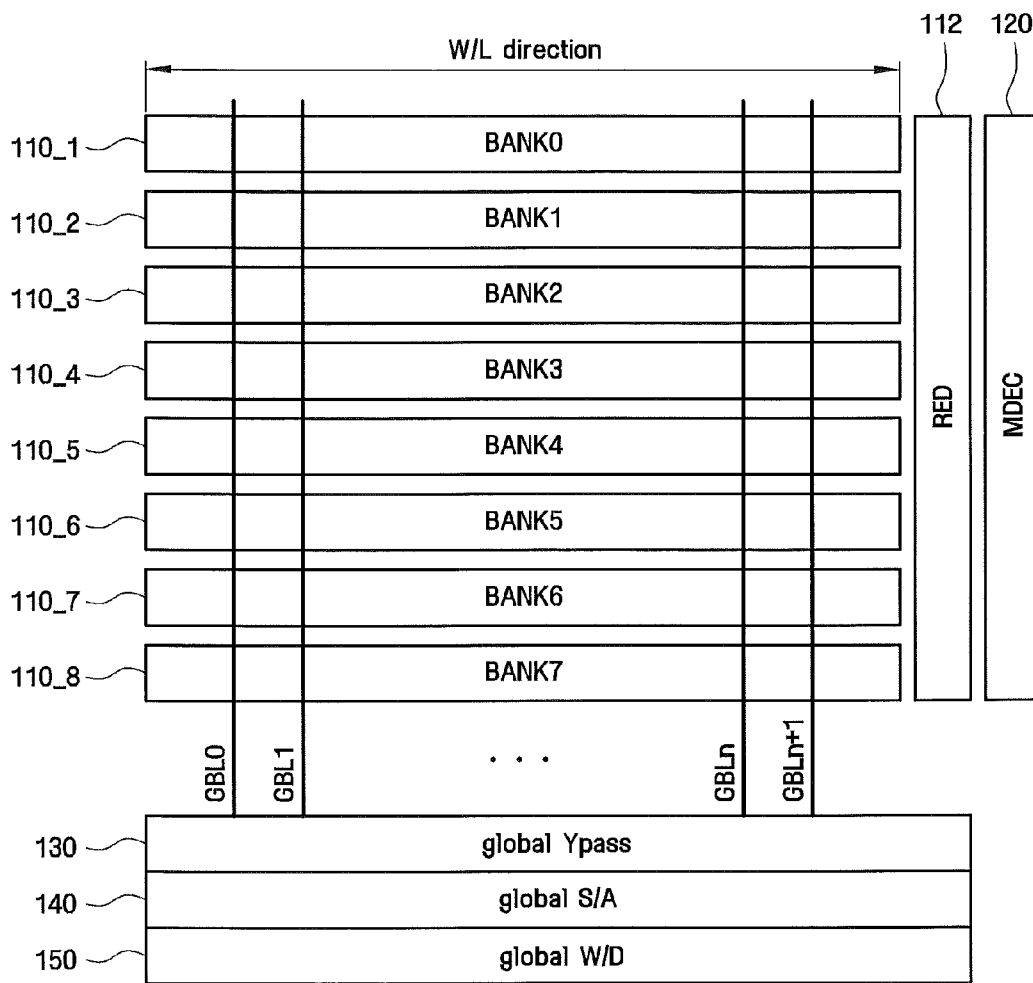 112 120
W/L direction
110_1 BANK0
110_2 BANK1
110_3 BANK2
110_4 BANK3
110_5 BANK4
110_6 BANK5
110_7 BANK6
110_8 BANK7
RED
MDEC
GBL0 GBL1 . . . GBLn GBLn+1
130 global Ypass
140 global S/A
150 global W/D